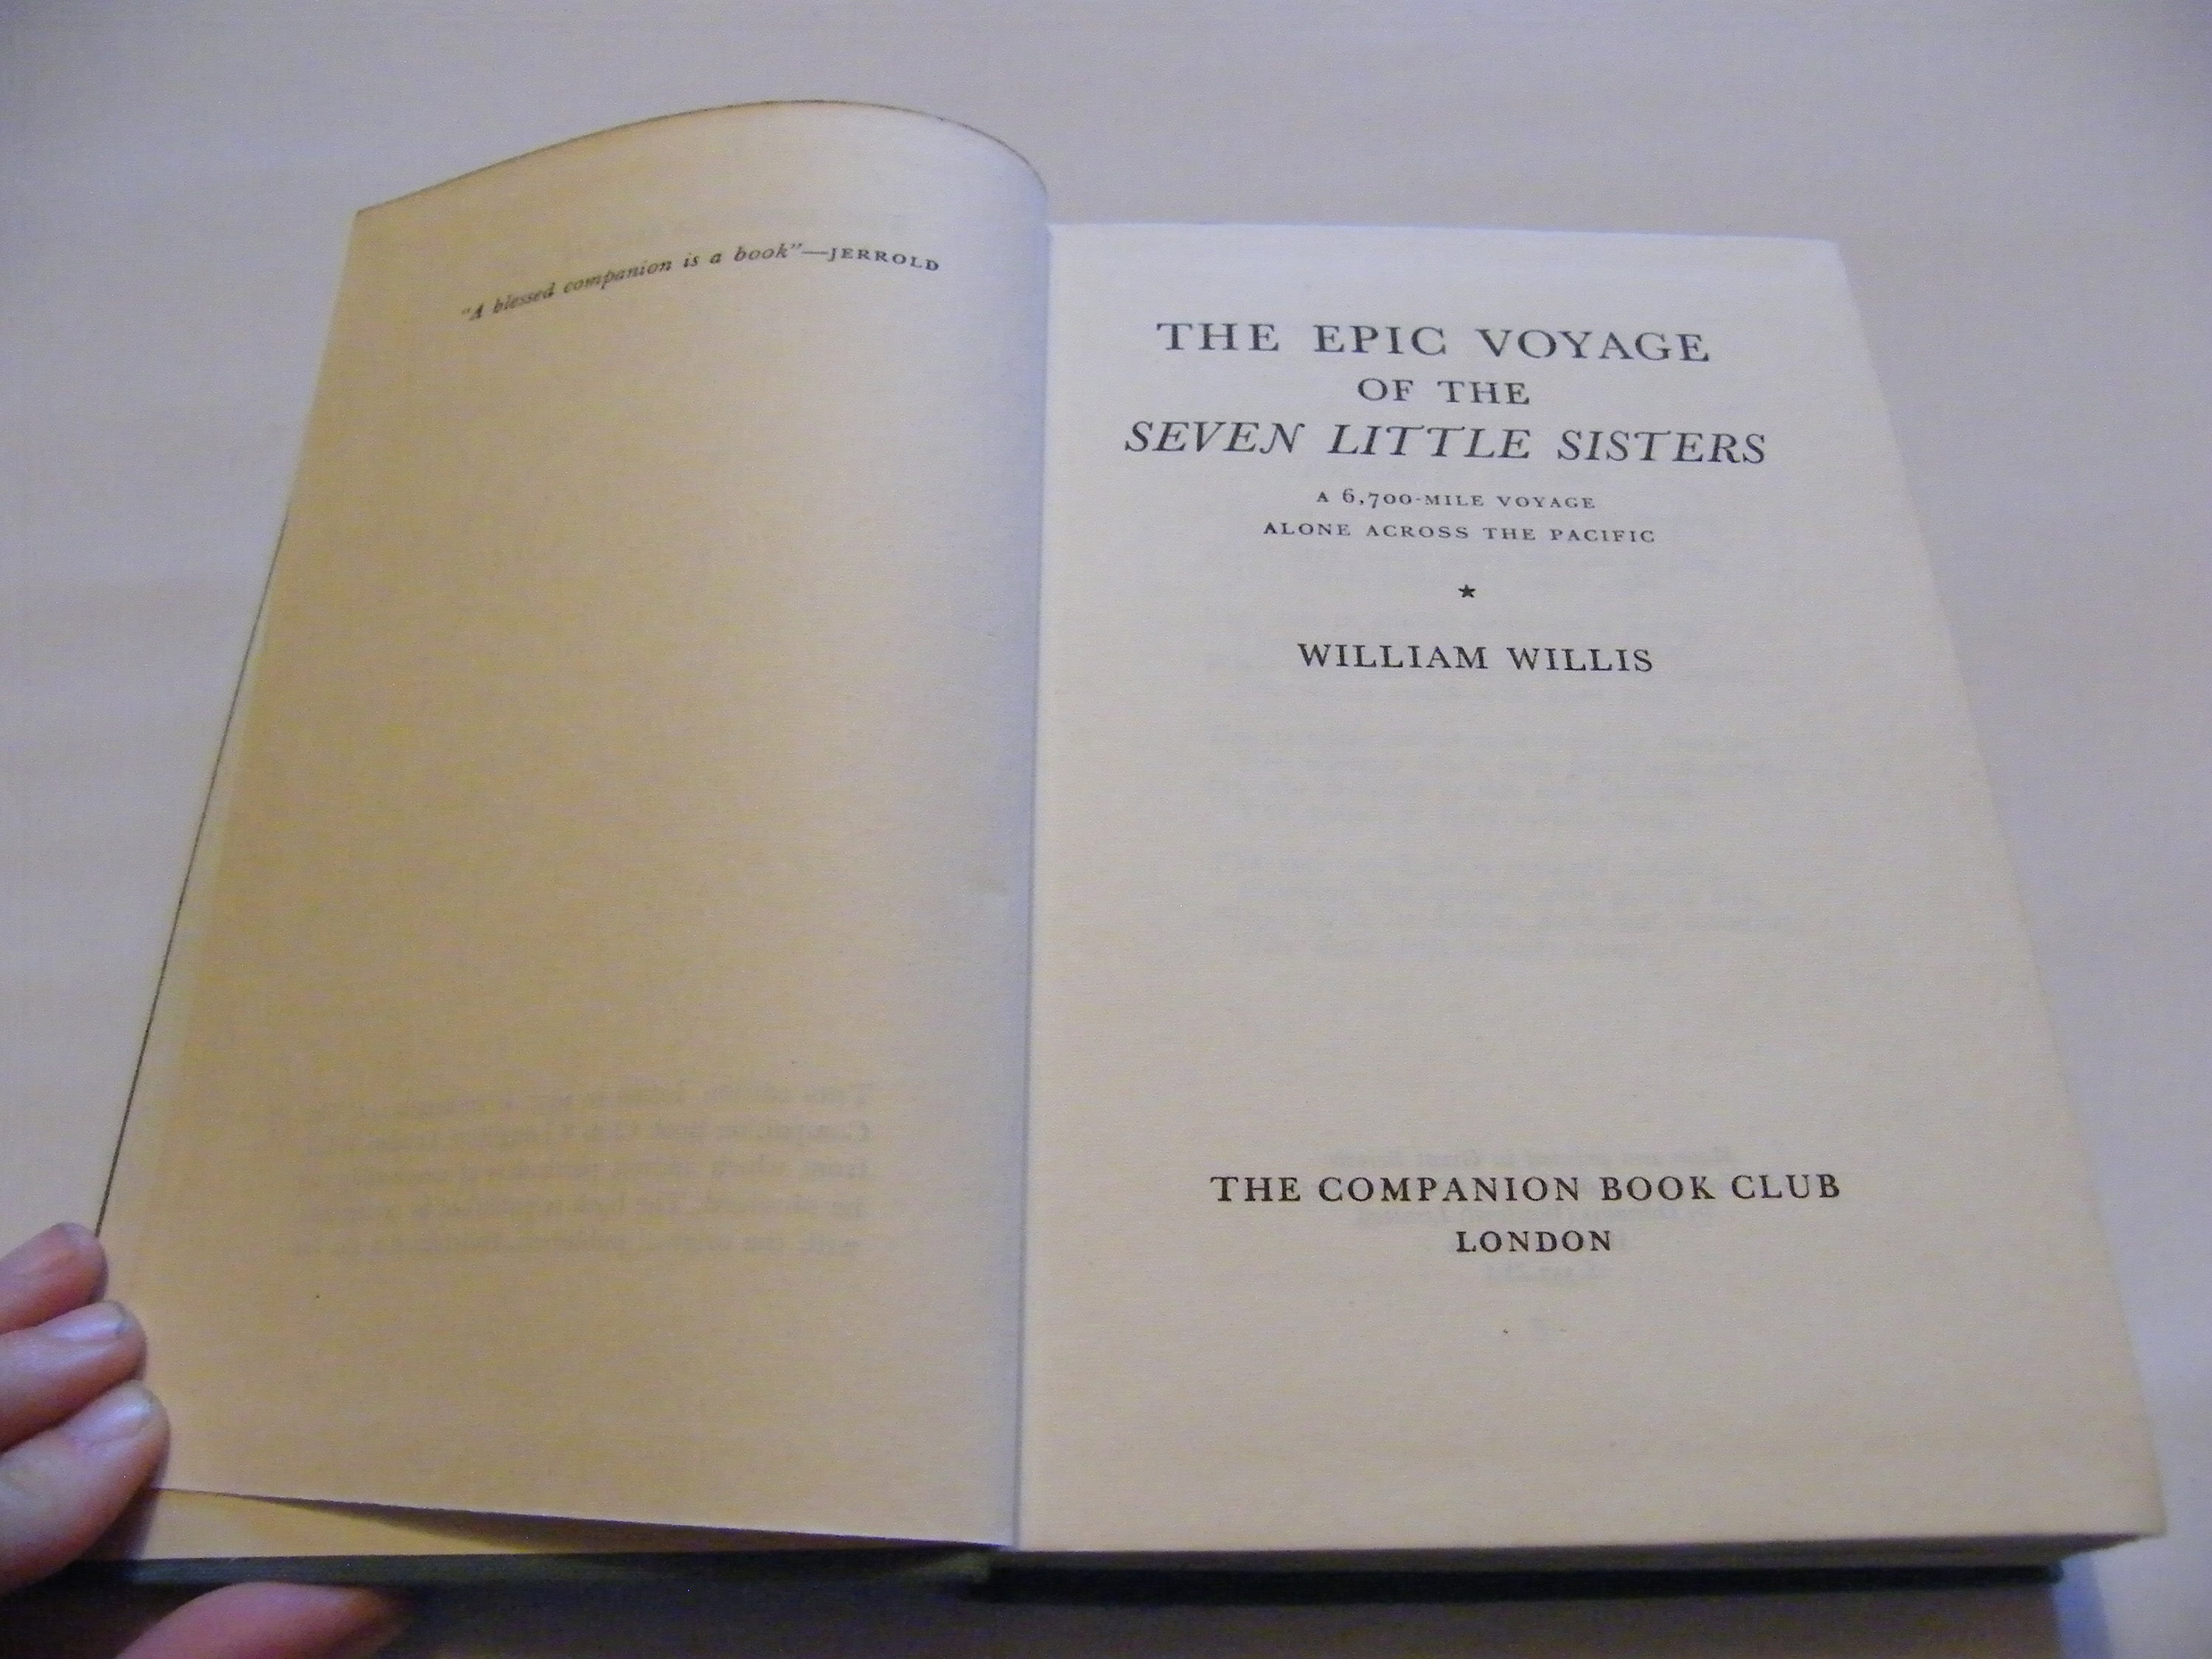 "A blessed companion is a book"—JERROLD
THE EPIC VOYAGE
OF THE
SEVEN LITTLE SISTERS
A 6,700-MILE VOYAGE
ALONE ACROSS THE PACIFIC
★
WILLIAM WILLIS
THE COMPANION BOOK CLUB
LONDON